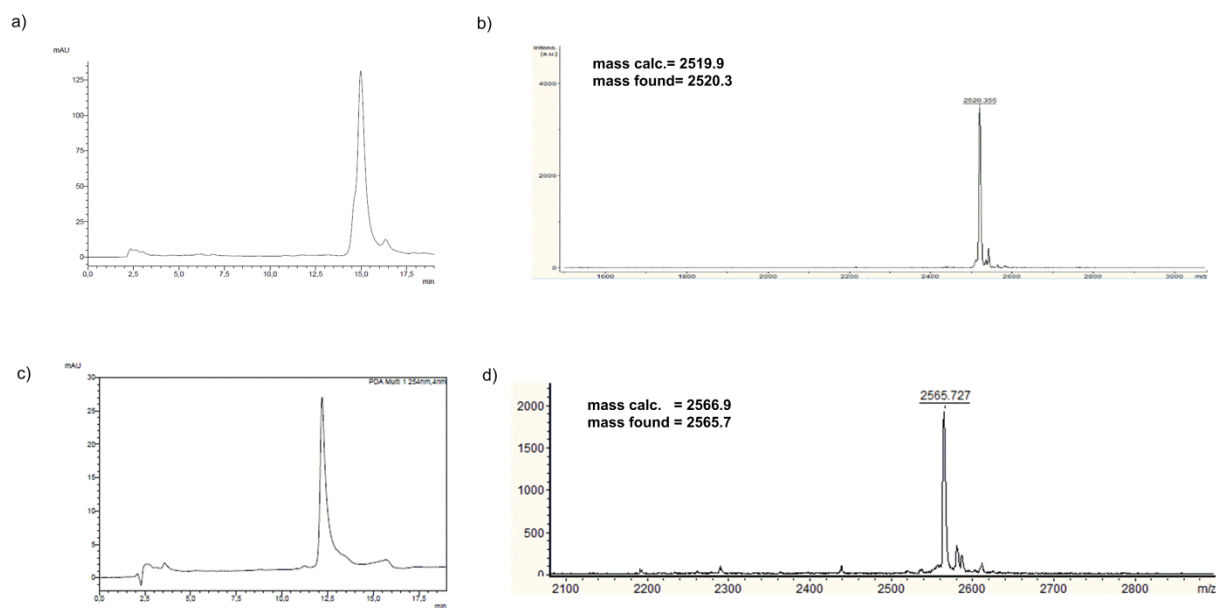 a)
mAU
125
100
75
50
25
0
0,0 2,5 5,0 7,5 10,0 12,5 15,0 17,5
min
b)
Intens.
[a.u.]
mass calc.= 2519.9
mass found= 2520.3
2520.355
4000
2000
0
1600 1800 2000 2200 2400 2600 2800 3000 m/z
c)
mAU
PDA Multi 1 254nm,4nm
30
25
20
15
10
5
0
0,0 2,5 5,0 7,5 10,0 12,5 15,0 17,5
min
d)
2565.727
mass calc. = 2566.9
mass found = 2565.7
2000
1500
1000
500
0
2100 2200 2300 2400 2500 2600 2700 2800 m/z